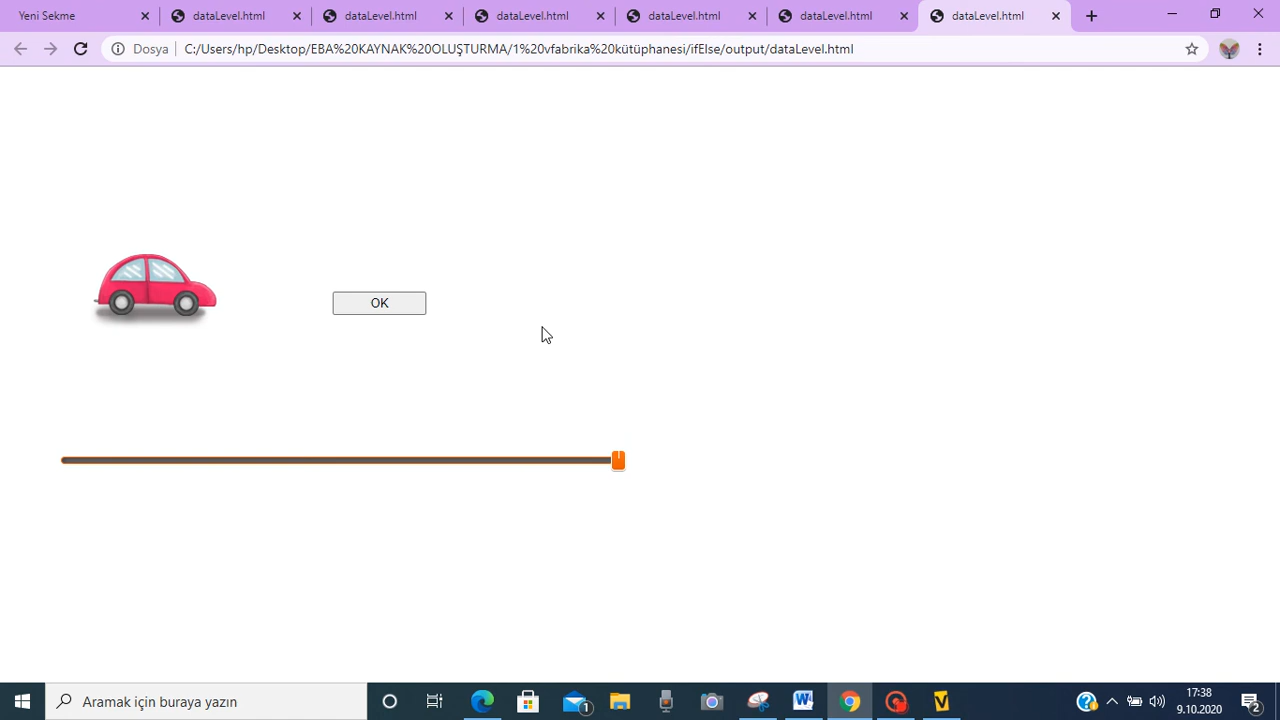 Yeni Sekme
dataLevel.html
dataLevel.html
dataLevel.html
dataLevel.html
dataLevel.html
dataLevel.html
Dosya
C:/Users/hp/Desktop/EBA%20KAYNAK%20OLUŞTURMA/1%20vfabrika%20kütüphanesi/ifElse/output/dataLevel.html
OK
Aramak için buraya yazın
1
W
V
?
17:38
9.10.2020
2